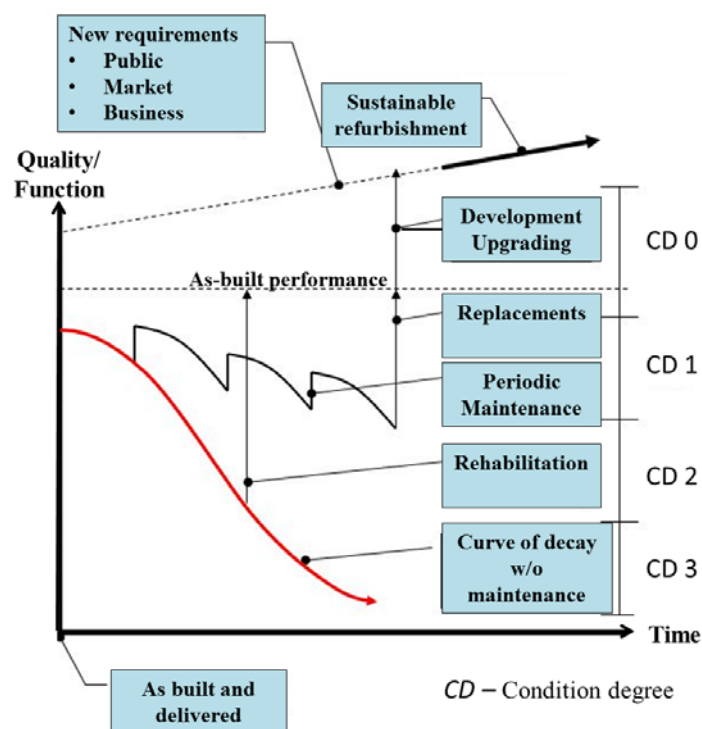 New requirements
• Public
• Market
• Business
Sustainable
refurbishment
Quality/
Function
Development
Upgrading
CD 0
As-built performance
Replacements
CD 1
Periodic
Maintenance
Rehabilitation
CD 2
Curve of decay
w/o
maintenance
CD 3
Time
As built and
delivered
CD – Condition degree